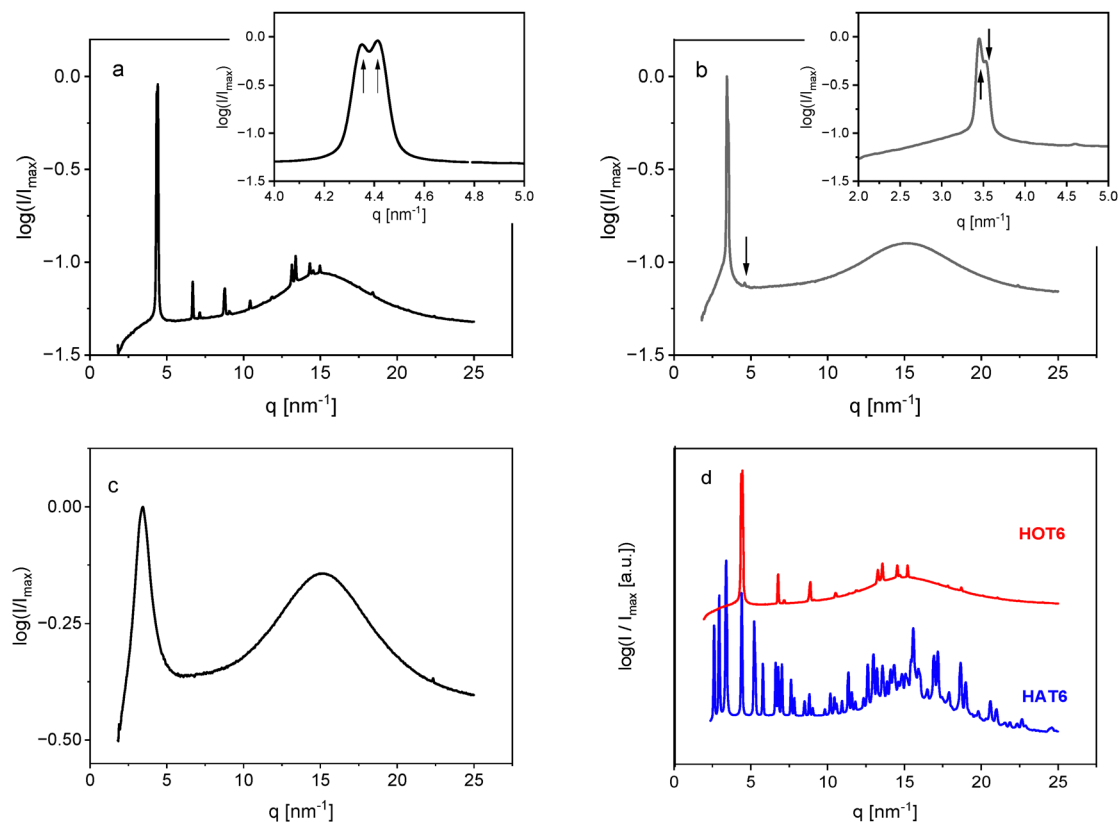 a
log(I/Imax)
0.0
−0.5
−1.0
−1.5
0 5 10 15 20 25
q [nm-1]
log(I/Imax)
0.0
−0.5
−1.0
−1.5
4.0 4.2 4.4 4.6 4.8 5.0
q [nm-1]
b
log(I/Imax)
0.0
−0.5
−1.0
−1.5
0 5 10 15 20 25
q [nm-1]
log(I/Imax)
0.0
−0.5
−1.0
−1.5
2.0 2.5 3.0 3.5 4.0 4.5 5.0
q [nm-1]
c
log(I/Imax)
0.00
−0.25
−0.50
0 5 10 15 20 25
q [nm-1]
d
log(I / Imax [a.u.]
HOT6
HAT6
0 5 10 15 20 25
q [nm-1]